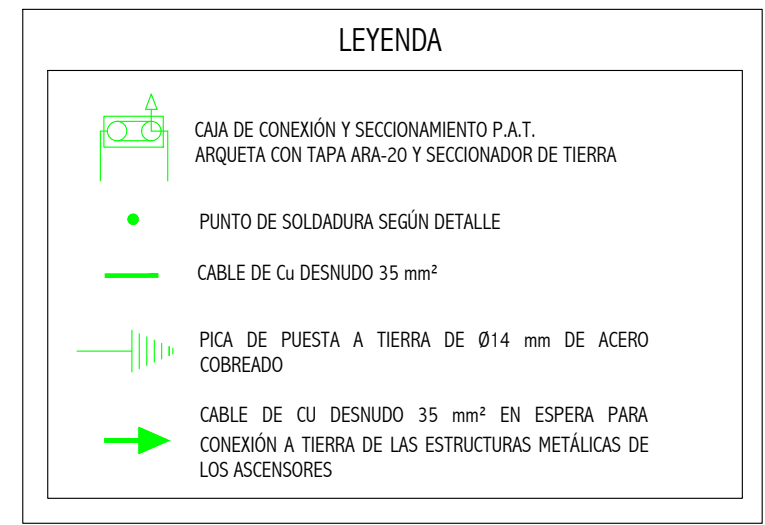 LEYENDA
CAJA DE CONEXIÓN Y SECCIONAMIENTO P.A.T.
ARQUETA CON TAPA ARA-20 Y SECCIONADOR DE TIERRA
PUNTO DE SOLDADURA SEGÚN DETALLE
CABLE DE Cu DESNUDO 35 mm²
PICA DE PUESTA A TIERRA DE Ø14 mm DE ACERO
COBREADO
CABLE DE CU DESNUDO 35 mm² EN ESPERA PARA
CONEXIÓN A TIERRA DE LAS ESTRUCTURAS METÁLICAS DE
LOS ASCENSORES